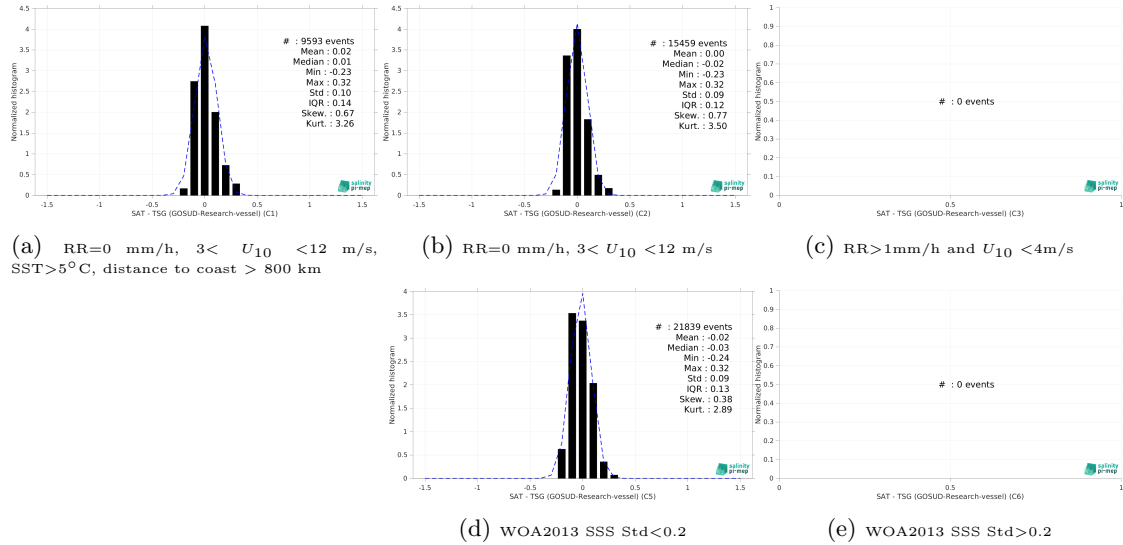 4.5
4
3.5
3
2.5
2
1.5
1
0.5
0
Normalized histogram
# : 9593 events
Mean : 0.02
Median : 0.01
Min : -0.23
Max : 0.32
Std : 0.10
IQR : 0.14
Skew. : 0.67
Kurt. : 3.26
salinity
pi-mep
-1.5 -1 -0.5 0 0.5 1 1.5
SAT - TSG (GOSUD-Research-vessel) (C1)
(a) RR=0 mm/h, 3< U10 <12 m/s,
SST>5°C, distance to coast > 800 km
4.5
4
3.5
3
2.5
2
1.5
1
0.5
0
Normalized histogram
# : 15459 events
Mean : 0.00
Median : -0.02
Min : -0.23
Max : 0.32
Std : 0.09
IQR : 0.12
Skew. : 0.77
Kurt. : 3.50
salinity
pi-mep
-1.5 -1 -0.5 0 0.5 1 1.5
SAT - TSG (GOSUD-Research-vessel) (C2)
(b) RR=0 mm/h, 3< U10 <12 m/s
1
0.9
0.8
0.7
0.6
0.5
0.4
0.3
0.2
0.1
0
Normalized histogram
# : 0 events
salinity
pi-mep
0 0.5 1
SAT - TSG (GOSUD-Research-vessel) (C3)
(c) RR>1mm/h and U10 <4m/s
4
3.5
3
2.5
2
1.5
1
0.5
0
Normalized histogram
# : 21839 events
Mean : -0.02
Median : -0.03
Min : -0.24
Max : 0.32
Std : 0.09
IQR : 0.13
Skew. : 0.38
Kurt. : 2.89
salinity
pi-mep
-1.5 -1 -0.5 0 0.5 1 1.5
SAT - TSG (GOSUD-Research-vessel) (C5)
(d) WOA2013 SSS Std<0.2
1
0.9
0.8
0.7
0.6
0.5
0.4
0.3
0.2
0.1
0
Normalized histogram
# : 0 events
salinity
pi-mep
0 0.5 1
SAT - TSG (GOSUD-Research-vessel) (C6)
(e) WOA2013 SSS Std>0.2